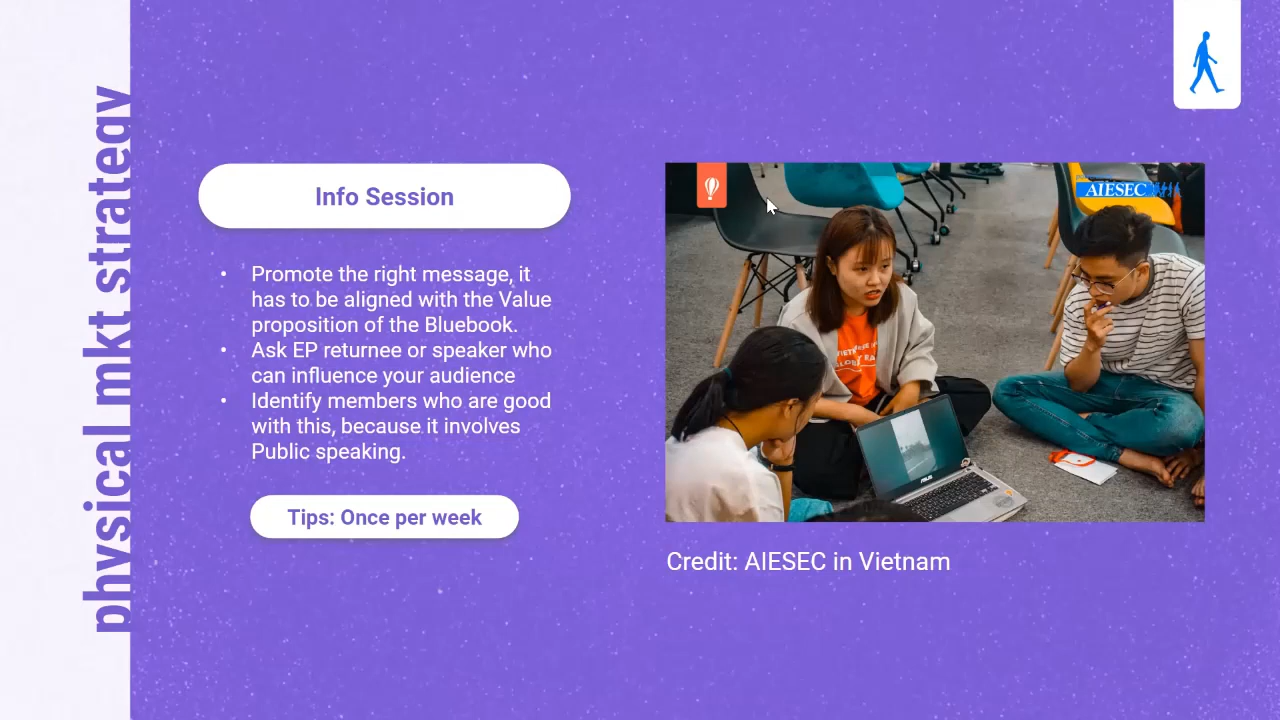 physical mkt strategy
Info Session
• Promote the right message, it
has to be aligned with the Value
proposition of the Bluebook.
• Ask EP returnee or speaker who
can influence your audience
• Identify members who are good
with this, because it involves
Public speaking.
Tips: Once per week
AIESEC
ASUS
Credit: AIESEC in Vietnam